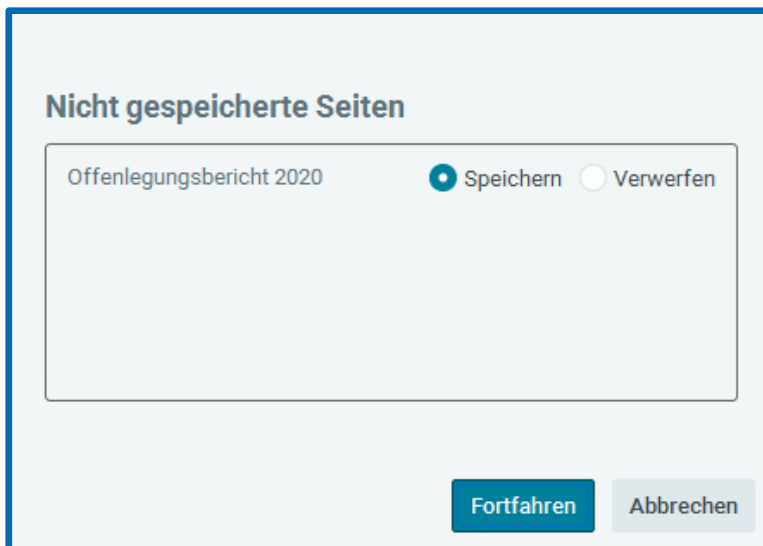 Nicht gespeicherte Seiten
Offenlegungsbericht 2020 Speichern Verwerfen
Fortfahren Abbrechen